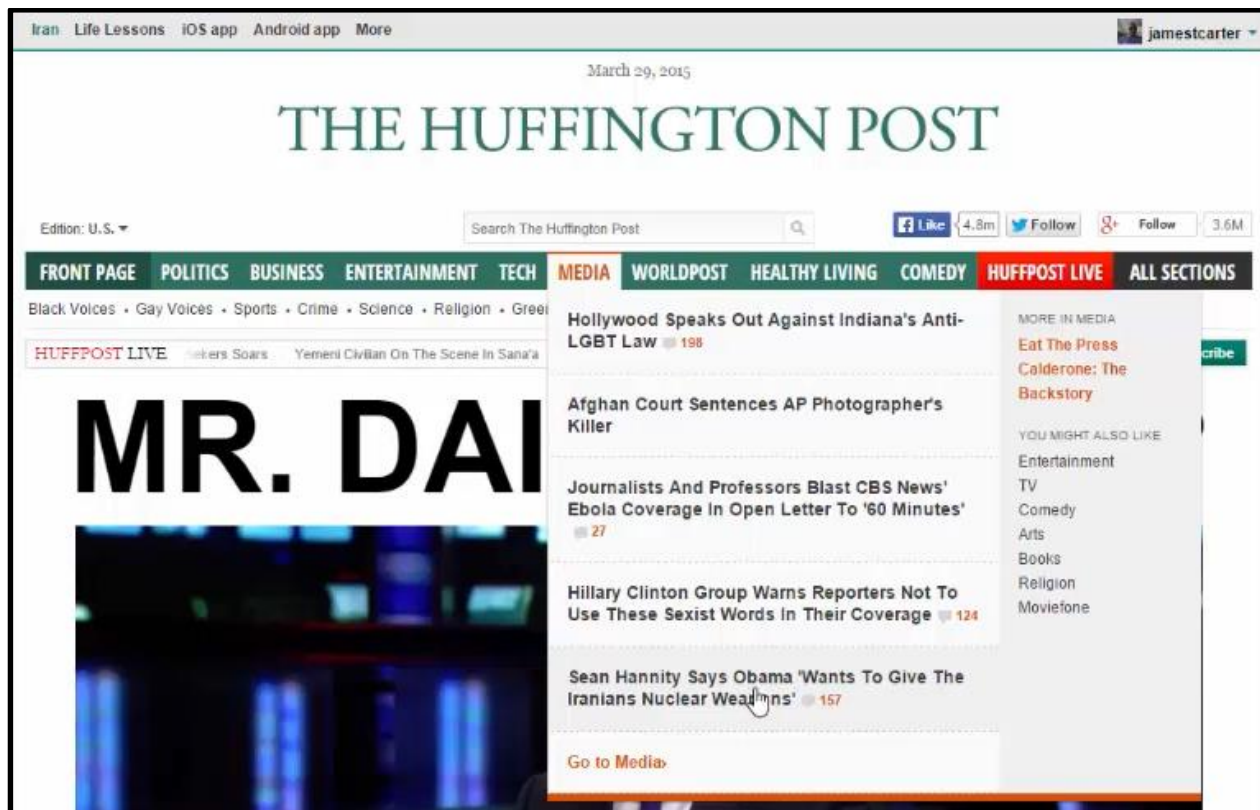 Iran Life Lessons iOS app Android app More jamestcarter
March 29, 2015
THE HUFFINGTON POST
Edition: U.S. Search The Huffington Post Like 4.8m Follow 8+ Follow 3.6M
FRONT PAGE POLITICS BUSINESS ENTERTAINMENT TECH MEDIA WORLDPOST HEALTHY LIVING COMEDY HUFFPOST LIVE ALL SECTIONS
Black Voices • Gay Voices • Sports • Crime • Science • Religion •
HUFFPOST LIVE Soars Yemeni Civilian On The Scene In Sana'a
MR.
Hollywood Speaks Out Against Indiana's Anti-
LGBT Law 198
Afghan Court Sentences AP Photographer's
Killer
Journalists And Professors Blast CBS News'
Ebola Coverage In Open Letter To '60 Minutes'
27
Hillary Clinton Group Warns Reporters Not To
Use These Sexist Words In Their Coverage 124
Sean Hannity Says Obama 'Wants To Give The
Iranians Nuclear Weapons' 157
Go to Media›
MORE IN MEDIA
Eat The Press
Calderone: The
Backstory
YOU MIGHT ALSO LIKE
Entertainment
TV
Comedy
Arts
Books
Religion
Moviefone